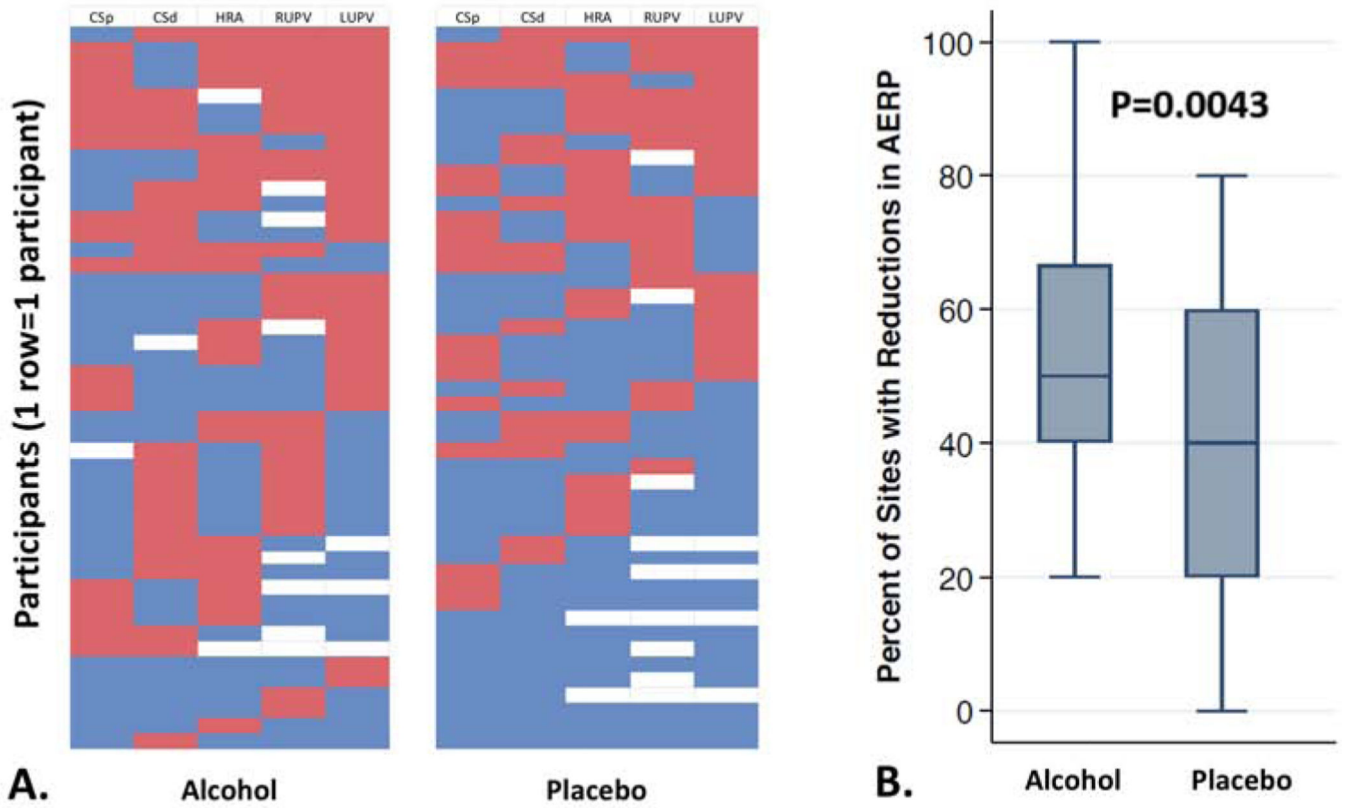 CSp CSd HRA RUPV LUPV
CSp CSd HRA RUPV LUPV
Participants (1 row=1 participant)
A.
Alcohol
Placebo
Percent of Sites with Reductions in AERP
100
80
60
40
20
0
P=0.0043
B.
Alcohol
Placebo